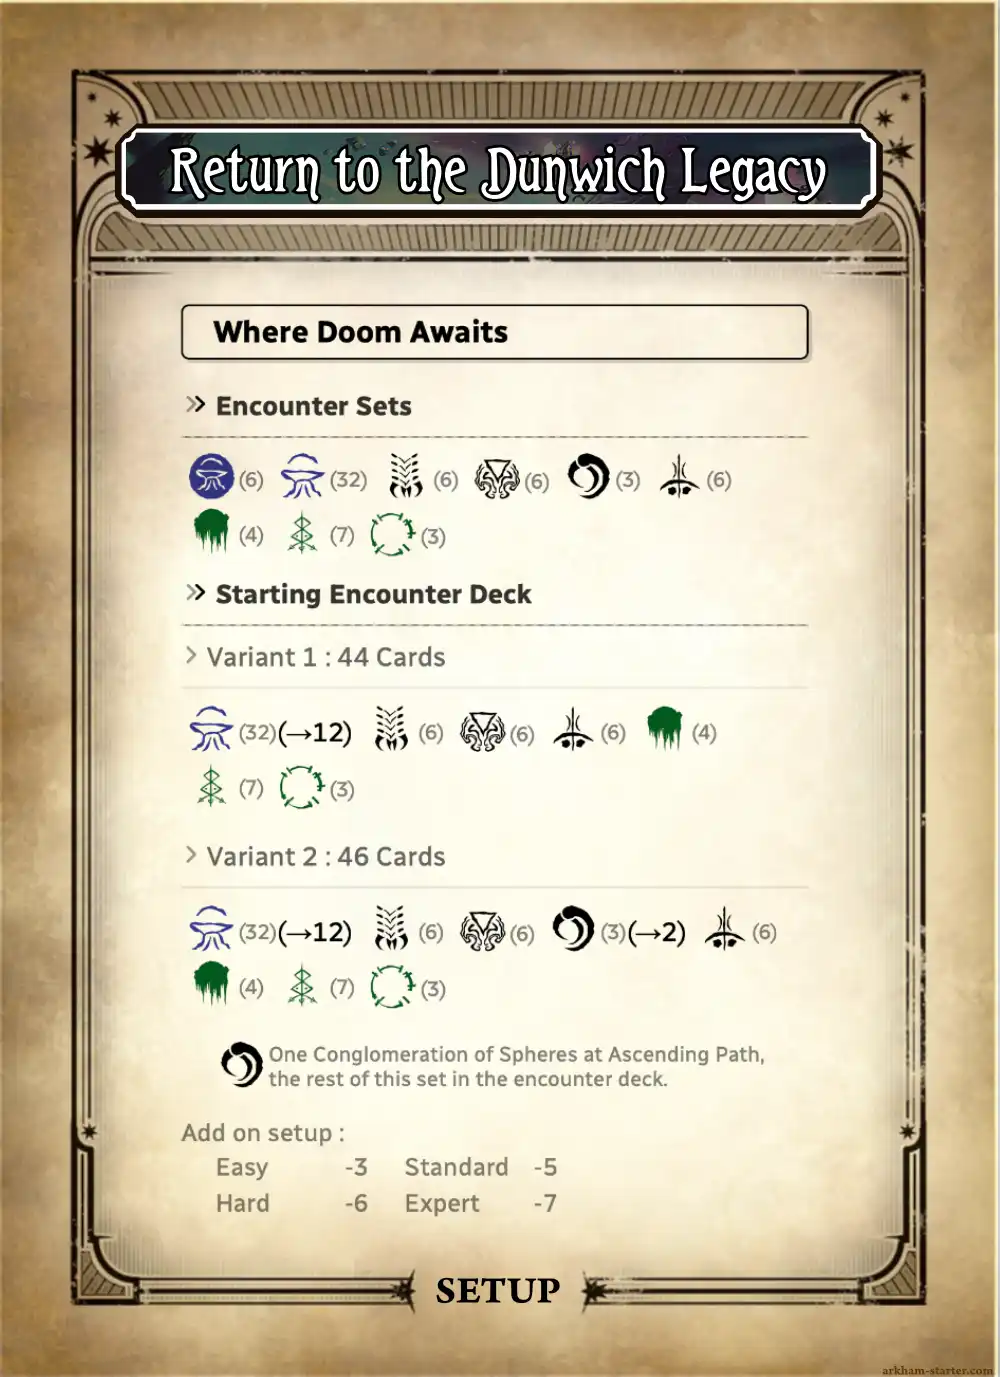 Return to the Dunwich Legacy
Where Doom Awaits
» Encounter Sets
(6) (32) (6) (6) (3) (6)
(4) (7) (3)
» Starting Encounter Deck
> Variant 1 : 44 Cards
(32)(→12) (6) (6) (6) (4)
(7) (3)
> Variant 2 : 46 Cards
(32)(→12) (6) (6) (3)(→2) (6)
(4) (7) (3)
One Conglomeration of Spheres at Ascending Path,
the rest of this set in the encounter deck.
Add on setup :
Easy -3 Standard -5
Hard -6 Expert -7
SETUP
arkham-starter.com